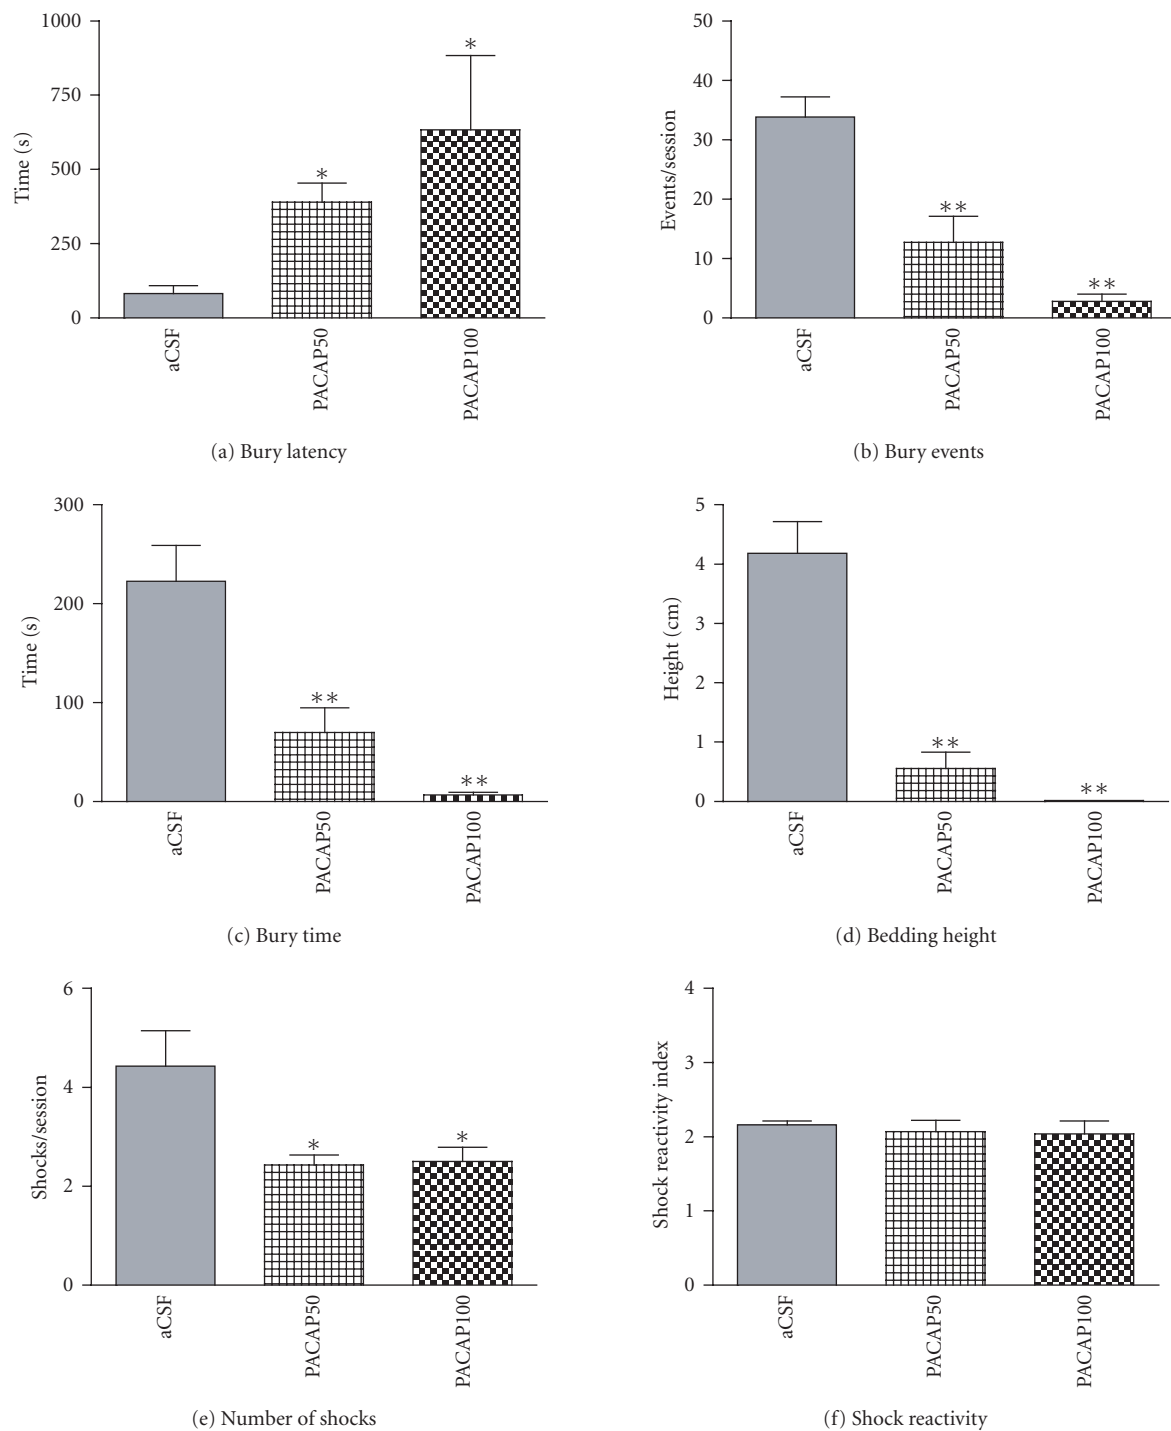 1000
750
500
250
0
Time (s)
*
*
aCSF
PACAP50
PACAP100
(a) Bury latency
50
40
30
20
10
0
Events/session
**
**
aCSF
PACAP50
PACAP100
(b) Bury events
300
200
100
0
Time (s)
**
**
aCSF
PACAP50
PACAP100
(c) Bury time
5
4
3
2
1
0
Height (cm)
**
**
aCSF
PACAP50
PACAP100
(d) Bedding height
6
4
2
0
Shocks/session
*
*
aCSF
PACAP50
PACAP100
(e) Number of shocks
4
3
2
1
0
Shock reactivity index
aCSF
PACAP50
PACAP100
(f) Shock reactivity